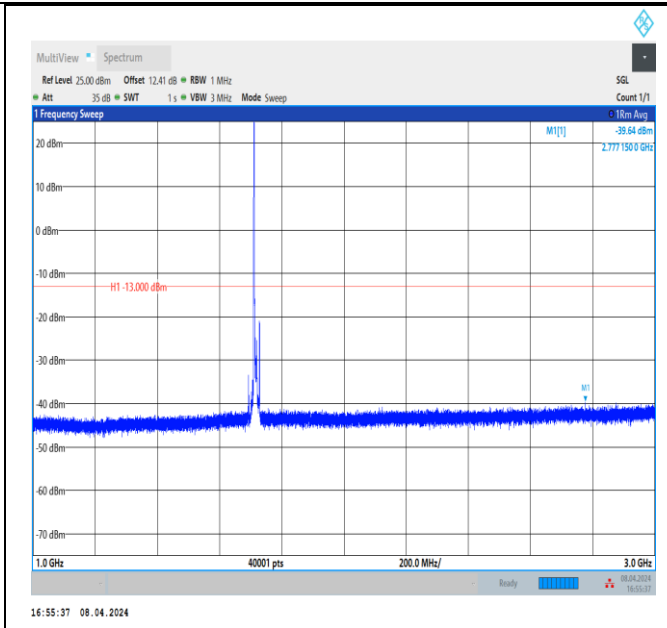 MultiView Spectrum
Ref Level 25.00 dBm Offset 12.41 dB RBW 1 MHz SGL
Att 35 dB SWT 1 s VBW 3 MHz Mode Sweep Count 1/1
1 Frequency Sweep 1Rm Avg
M1[1] -39.64 dBm
2.777 150 0 GHz
20 dBm
10 dBm
0 dBm
-10 dBm
H1 -13.000 dBm
-20 dBm
-30 dBm
M1
-40 dBm
-50 dBm
-60 dBm
-70 dBm
1.0 GHz 40001 pts 200.0 MHz/ 3.0 GHz
Ready 08.04.2024
16:55:37
16:55:37 08.04.2024